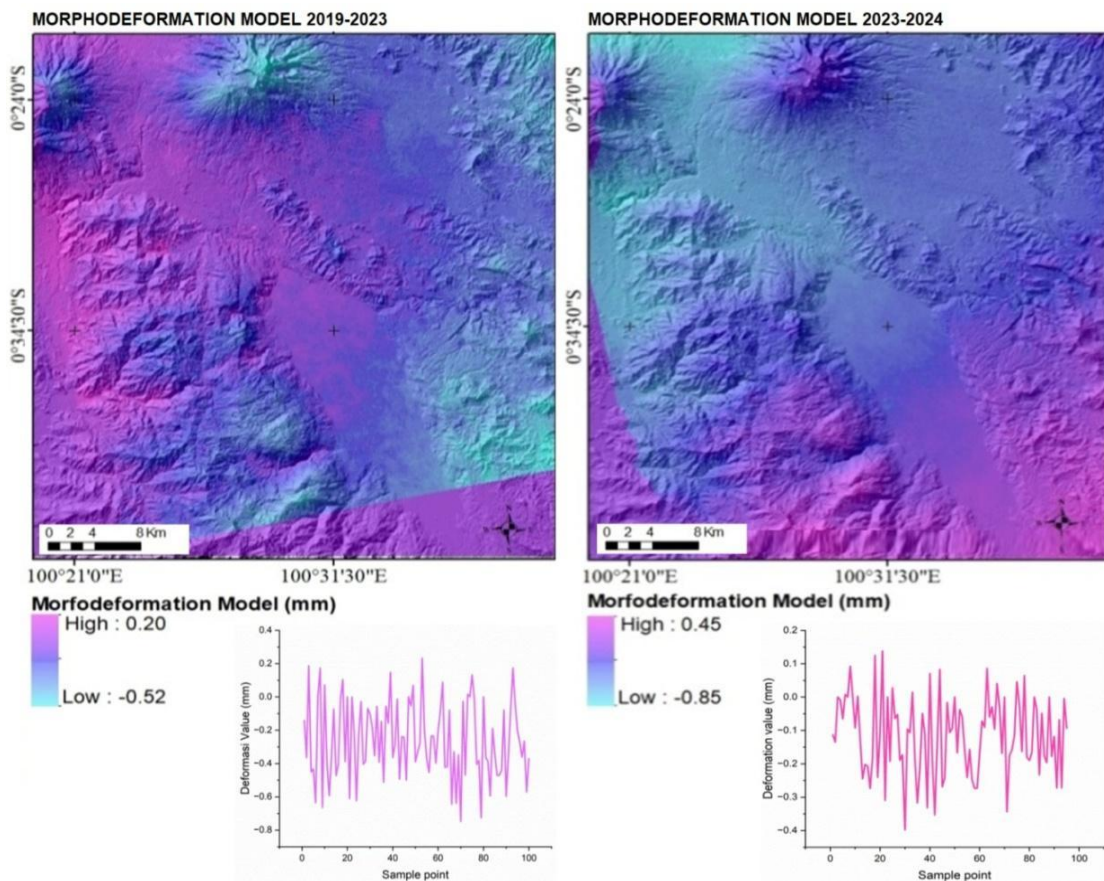 MORPHODEFORMATION MODEL 2019-2023
0°24'0"S
0°34'30"S
0 2 4 8 Km
100°21'0"E 100°31'30"E
Morfodeformation Model (mm)
High : 0.20
Low : -0.52
Deformasi Value (mm)
0.4
0.2
0.0
−0.2
−0.4
−0.6
−0.8
0 20 40 60 80 100
Sample point
MORPHODEFORMATION MODEL 2023-2024
0°24'0"S
0°34'30"S
0 2 4 8 Km
100°21'0"E 100°31'30"E
Morfodeformation Model (mm)
High : 0.45
Low : -0.85
Deformation value (mm)
0.2
0.1
0.0
−0.1
−0.2
−0.3
−0.4
0 20 40 60 80 100
Sample point